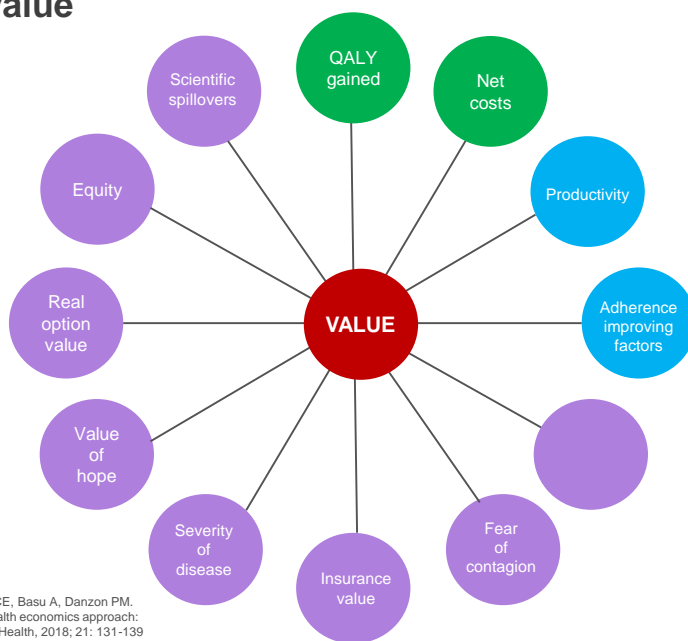 value
QALY
gained
Net
costs
Productivity
Adherence
improving
factors
Fear
of
contagion
Insurance
value
Severity
of
disease
Value
of
hope
Real
option
value
Equity
Scientific
spillovers
VALUE
CE, Basu A, Danzon PM.
alth economics approach:
Health, 2018; 21: 131-139